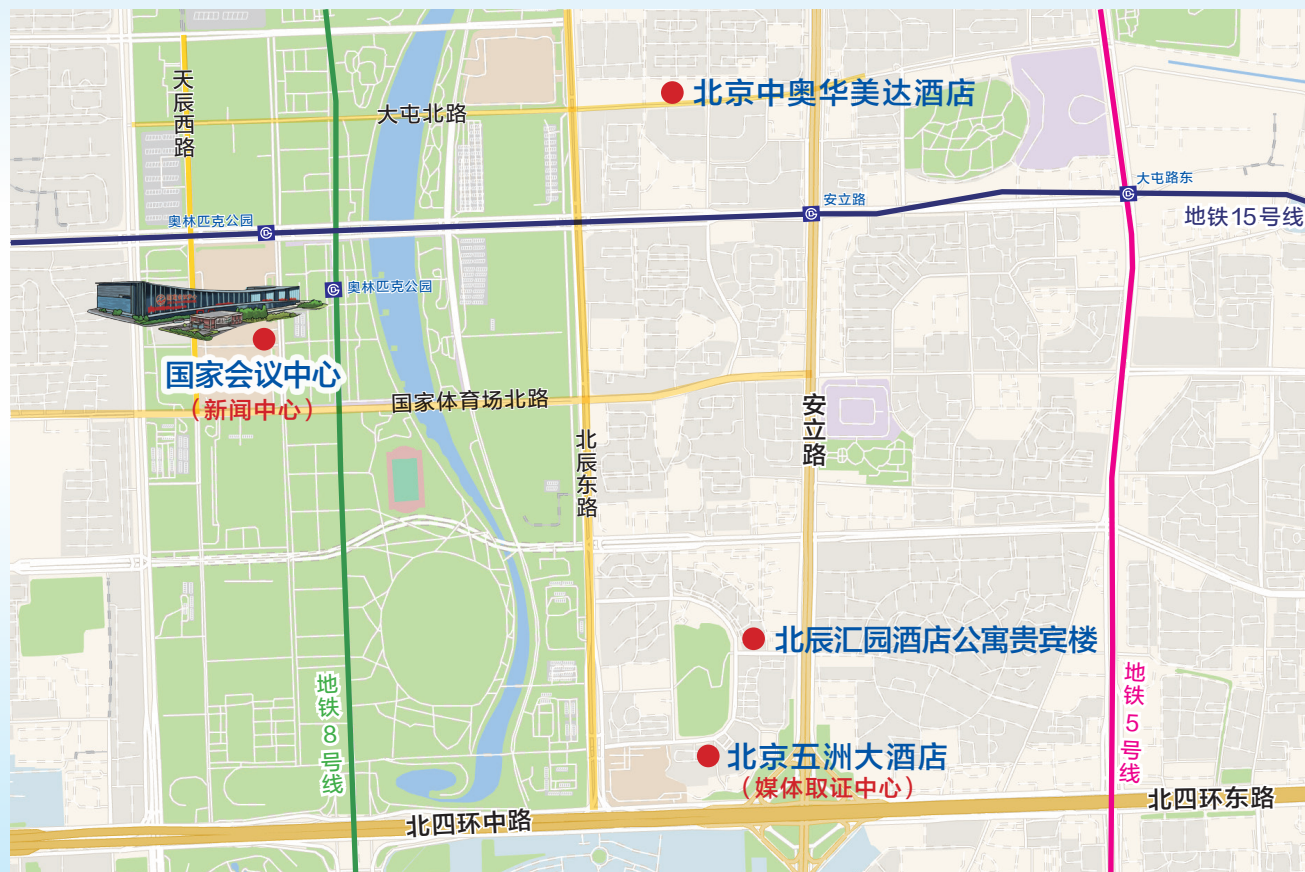 天辰西路
大屯北路
北京中奥华美达酒店
大屯路东
安立路
地铁15号线
奥林匹克公园
奥林匹克公园
国家会议中心
（新闻中心）
国家体育场北路
安立路
北辰东路
北辰汇园酒店公寓贵宾楼
地铁8号线
地铁5号线
北京五洲大酒店
（媒体取证中心）
北四环东路
北四环中路